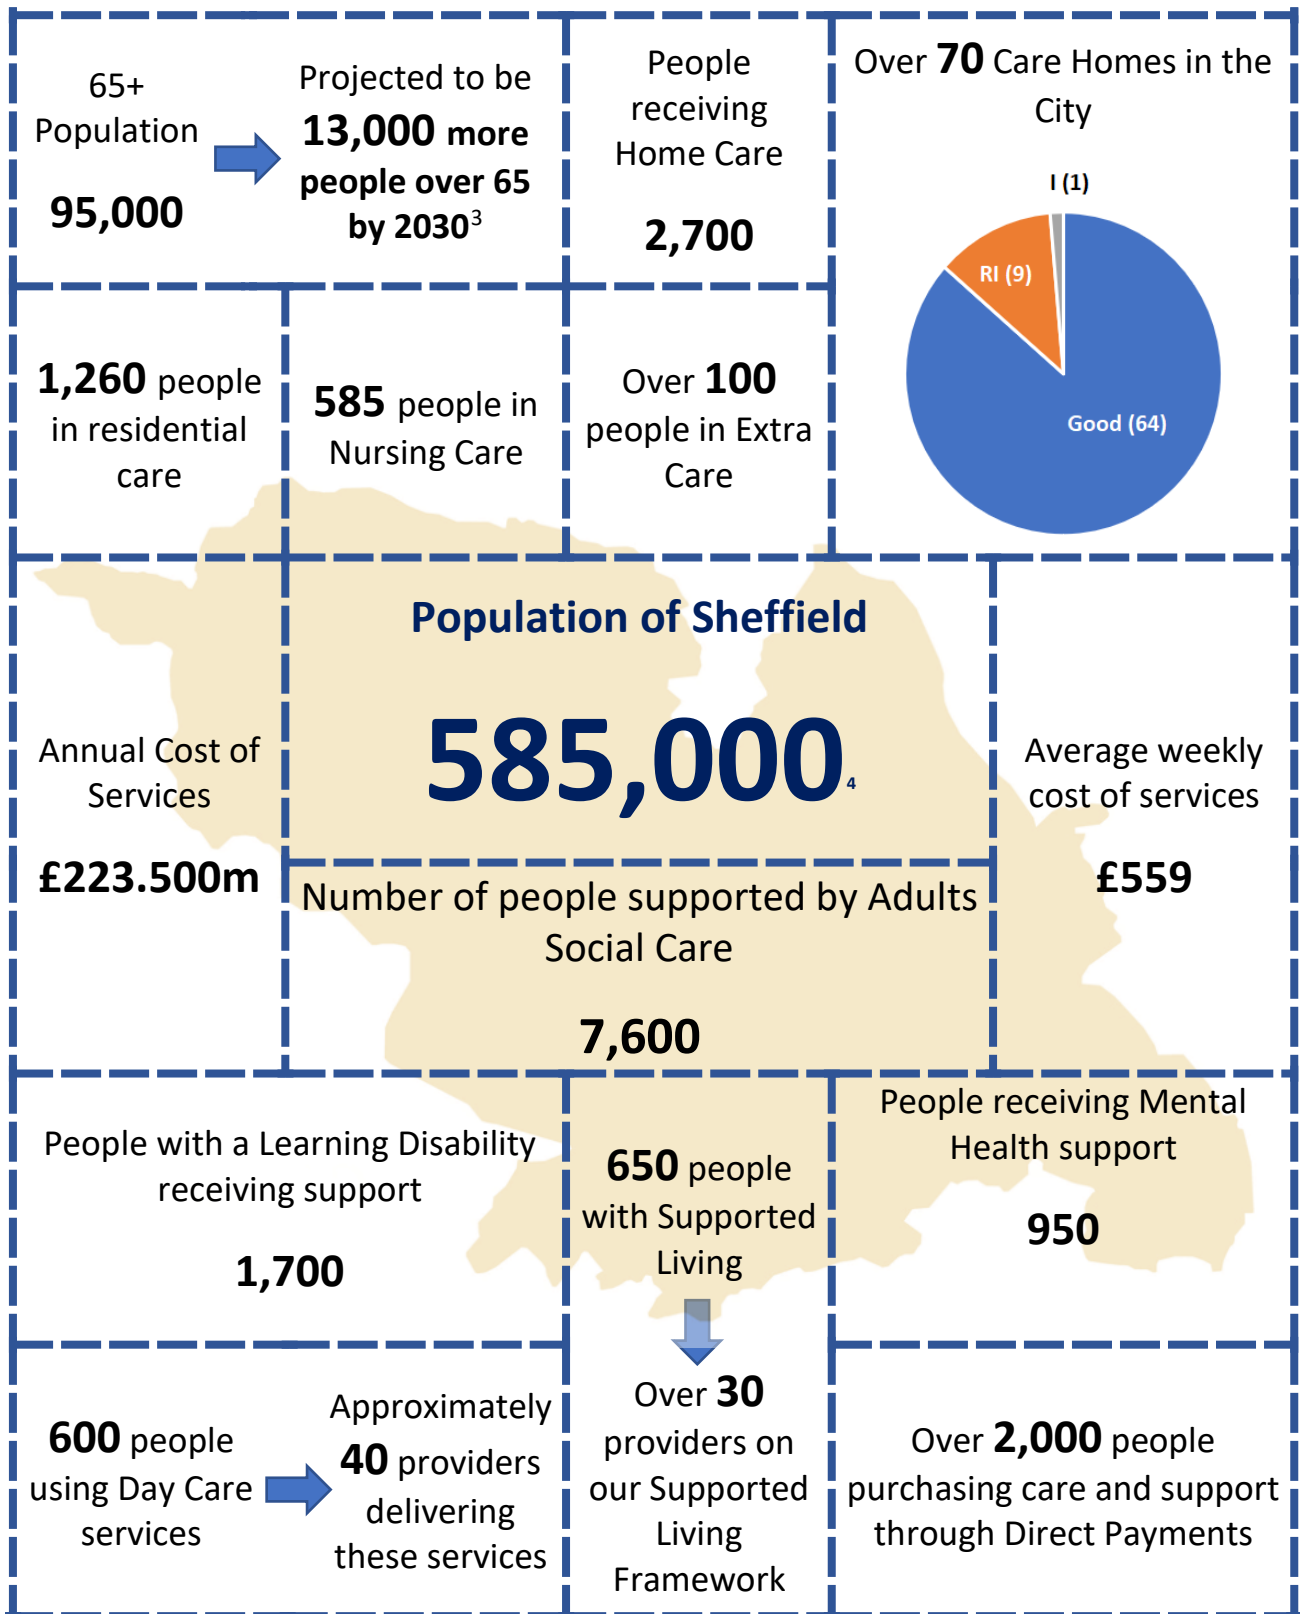 65+
Population
95,000
Projected to be
13,000 more
people over 65
by 2030³
People
receiving
Home Care
2,700
Over 70 Care Homes in the
City
I (1)
RI (9)
Good (64)
1,260 people
in residential
care
585 people in
Nursing Care
Over 100
people in Extra
Care
Population of Sheffield
585,000₄
Annual Cost of
Services
£223.500m
Average weekly
cost of services
£559
Number of people supported by Adults
Social Care
7,600
People with a Learning Disability
receiving support
1,700
650 people
with Supported
Living
Over 30
providers on
our Supported
Living
Framework
People receiving Mental
Health support
950
600 people
using Day Care
services
Approximately
40 providers
delivering
these services
Over 2,000 people
purchasing care and support
through Direct Payments